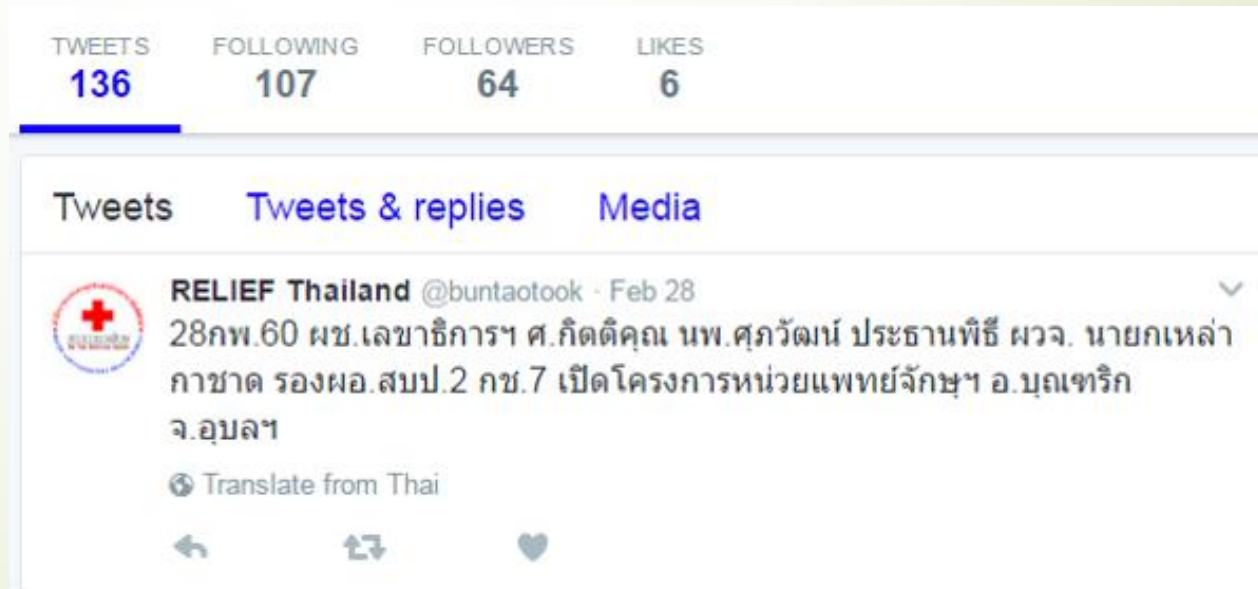 TWEETS FOLLOWING FOLLOWERS LIKES
136 107 64 6
Tweets Tweets & replies Media
RELIEF Thailand @buntaotook · Feb 28
28กพ.60 ผช.เลขาธิการฯ ศ.กิตติคุณ นพ.ศุภวัฒน์ ประธานพิธี ผวจ. นายกเหล่า
กาชาด รองผอ.สบป.2 กช.7 เปิดโครงการหน่วยแพทย์จักษุฯ อ.บุณฑริก
จ.อุบลฯ
Translate from Thai